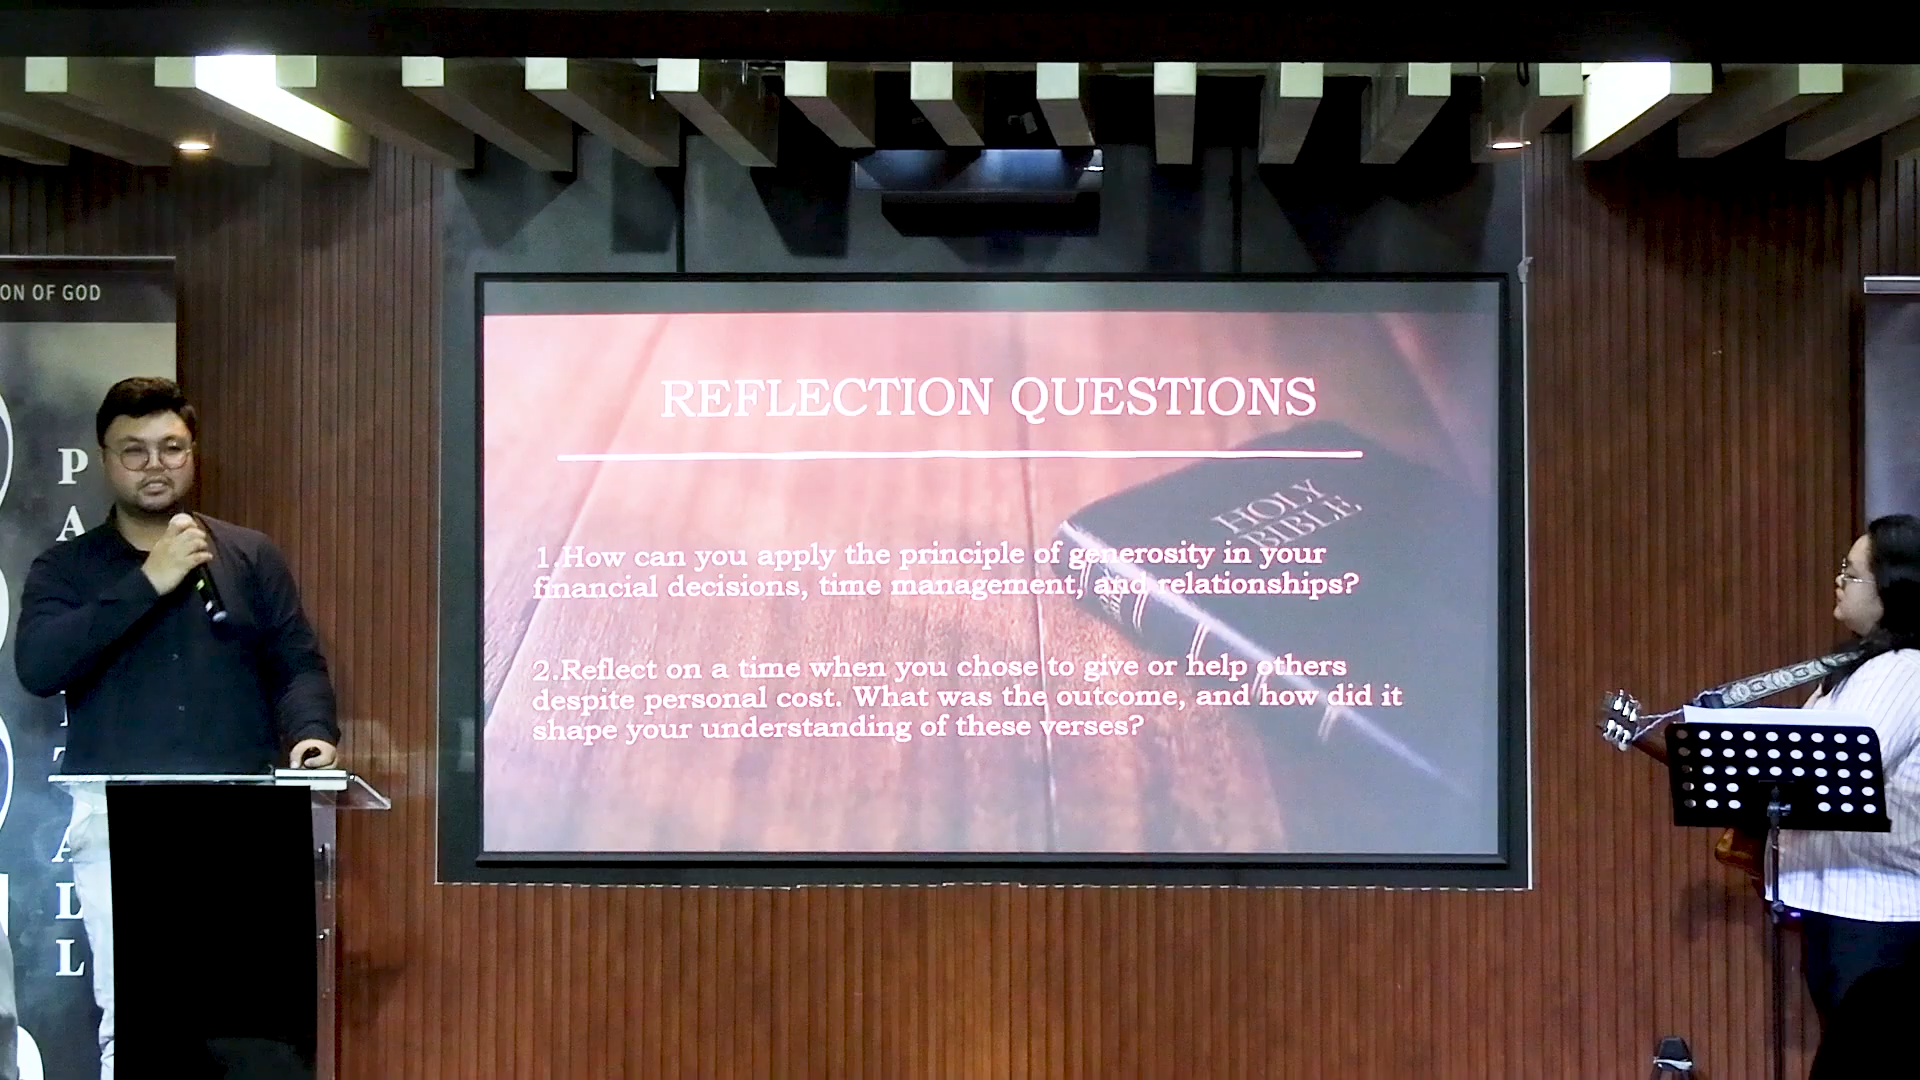 ON OF GOD
P
A
I
T
A
L
L
REFLECTION QUESTIONS
HOLY
BIBLE
1.How can you apply the principle of generosity in your
financial decisions, time management, and relationships?
2.Reflect on a time when you chose to give or help others
despite personal cost. What was the outcome, and how did it
shape your understanding of these verses?